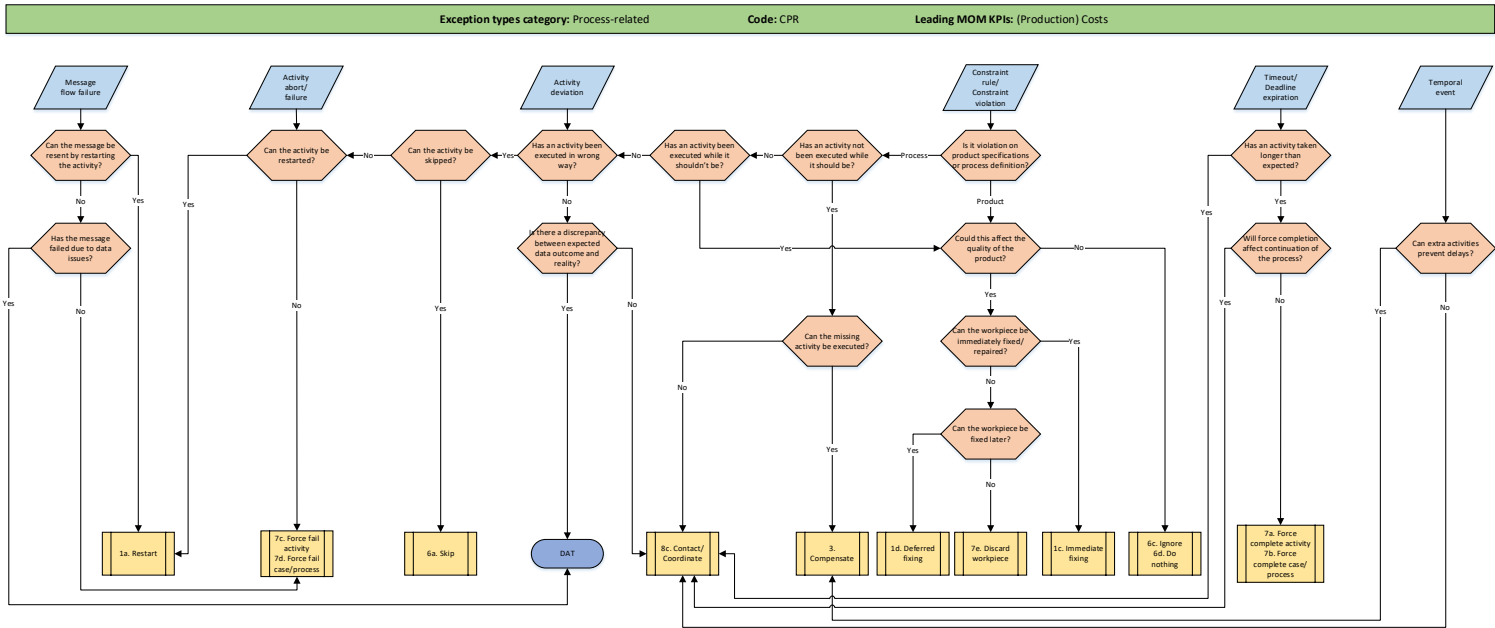 Exception types category: Process-related Code: CPR Leading MOM KPIs: (Production) Costs
Message
flow failure
Activity
abort/
failure
Activity
deviation
Constraint
rule/
Constraint
violation
Timeout/
Deadline
expiration
Temporal
event
Can the message be
resent by restarting
the activity?
Can the activity be
restarted?
No
Can the activity be
skipped?
Yes
Has an activity been
executed in wrong
way?
No
Has an activity been
executed while it
shouldn't be?
No
Has an activity not
been executed while
it should be?
Process
Is it violation on
product specifications
or process definition?
Has an activity taken
longer than
expected?
No
Yes
Yes
No
Yes
Product
Yes
Yes
Has the message
failed due to data
issues?
Is there a discrepancy
between expected
data outcome and
reality?
Yes
Could this affect the
quality of the
product?
No
Will force completion
affect continuation of
the process?
Can extra activities
prevent delays?
Yes
No
No
Yes
Yes
No
Yes
Yes
No
Yes
No
Can the missing
activity be executed?
Can the workpiece be
immediately fixed/
repaired?
Yes
No
No
Can the workpiece be
fixed later?
Yes
Yes
No
1a. Restart
7c. Force fail
activity
7d. Force fail
case/process
6a. Skip
DAT
8c. Contact/
Coordinate
3.
Compensate
1d. Deferred
fixing
7e. Discard
workpiece
1c. Immediate
fixing
6c. Ignore
6d. Do
nothing
7a. Force
complete activity
7b. Force
complete case/
process